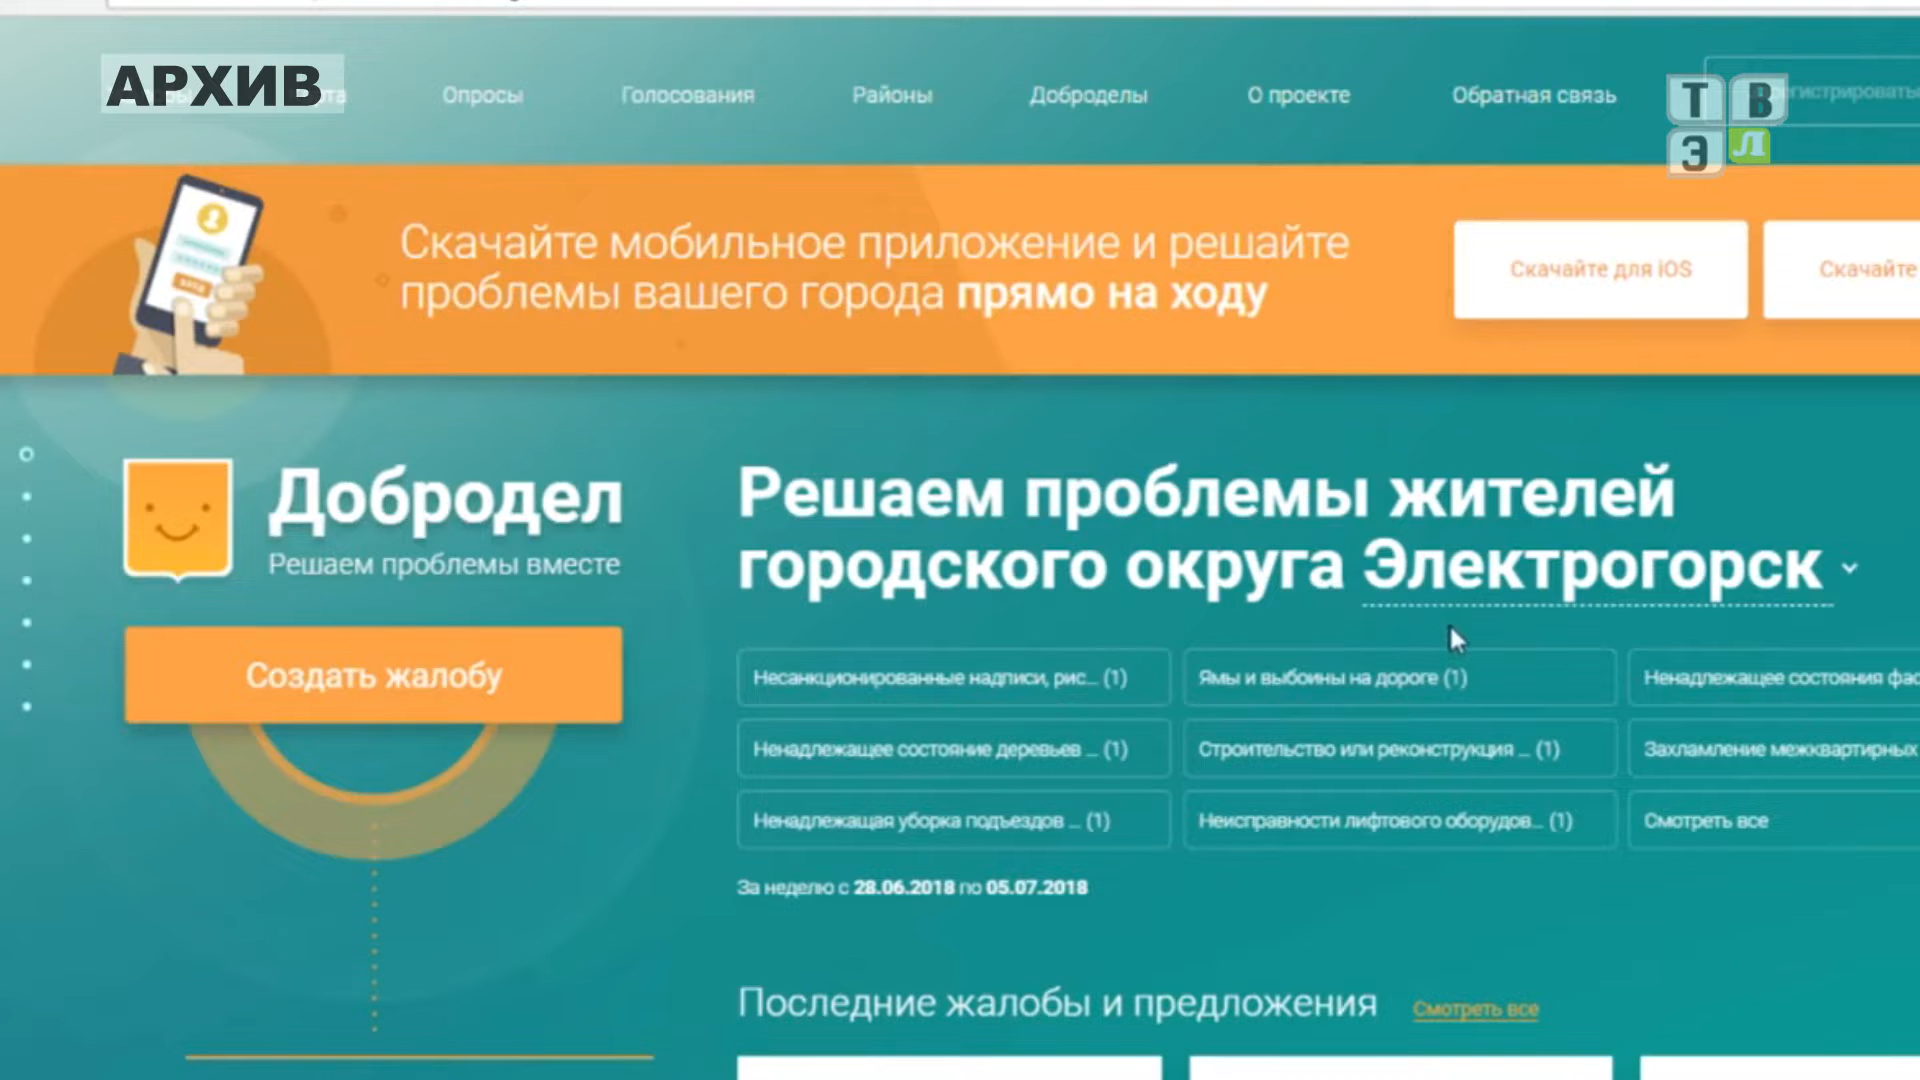 АРХИВ
Опросы
Голосования
Районы
Доброделы
О проекте
Обратная связь
Т В
Э Л
Скачайте мобильное приложение и решайте
проблемы вашего города прямо на ходу
Скачайте для iOS
Скачайте
Добродел
Решаем проблемы вместе
Создать жалобу
Решаем проблемы жителей
городского округа Электрогорск
Несанкционированные надписи, рис... (1)
Ямы и выбоины на дороге (1)
Ненадлежащее состояния фас
Ненадлежащее состояние деревьев ... (1)
Строительство или реконструкция ... (1)
Захламление межквартирных
Ненадлежащая уборка подъездов ... (1)
Неисправности лифтового оборудов... (1)
Смотреть все
За неделю с 28.06.2018 по 05.07.2018
Последние жалобы и предложения
Смотреть все